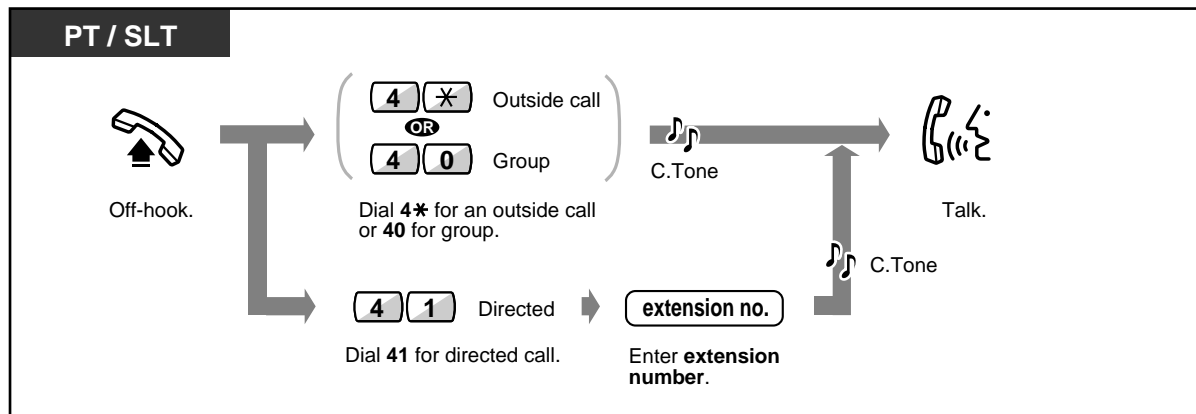 PT / SLT
4 ✳ Outside call
OR
4 0 Group
C.Tone
Off-hook.
Dial 4✳ for an outside call
or 40 for group.
Talk.
C.Tone
4 1 Directed
extension no.
Dial 41 for directed call.
Enter extension
number.